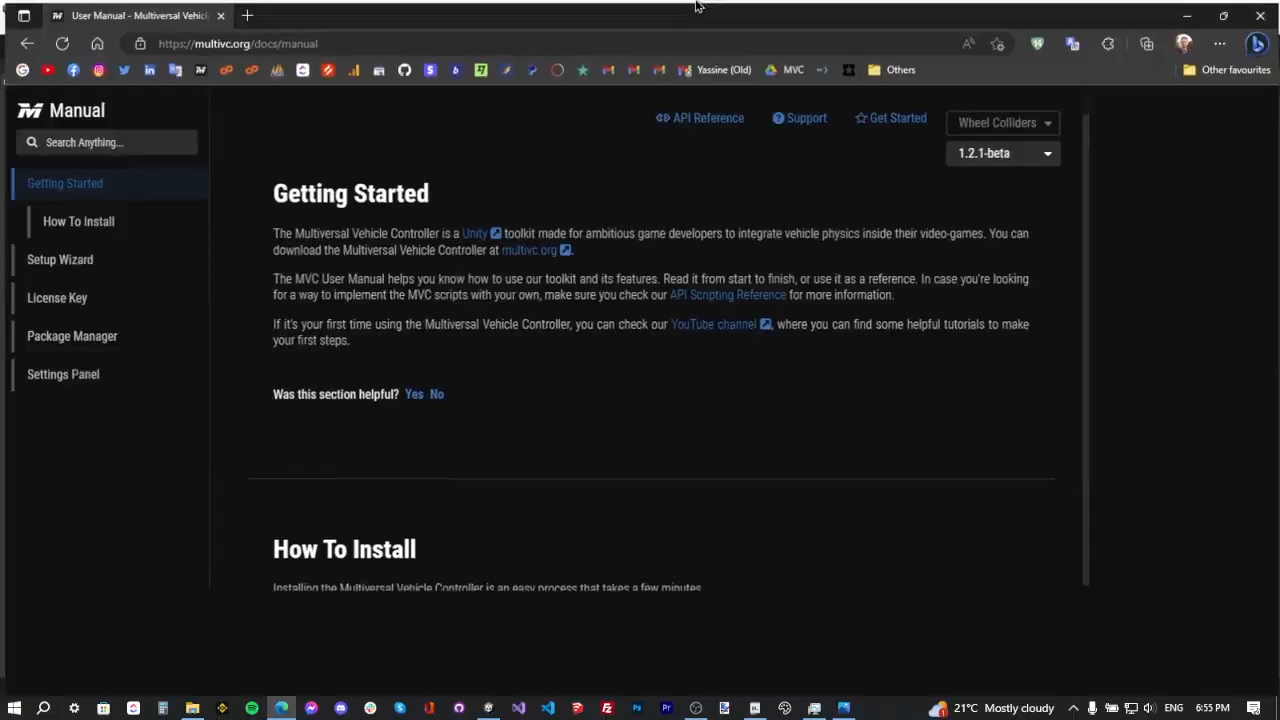 User Manual - Multiversal Vehic
https://multivc.org/docs/manual
MVC
Others
Other favourites
Manual
Search Anything...
Getting Started
How To Install
Setup Wizard
License Key
Package Manager
Settings Panel
API Reference
Support
Get Started
Wheel Colliders
1.2.1-beta
Getting Started
The Multiversal Vehicle Controller is a Unity toolkit made for ambitious game developers to integrate vehicle physics inside their video-games. You can
download the Multiversal Vehicle Controller at multivc.org.
The MVC User Manual helps you know how to use our toolkit and its features. Read it from start to finish, or use it as a reference. In case you're looking
for a way to implement the MVC scripts with your own, make sure you check our API Scripting Reference for more information.
If it's your first time using the Multiversal Vehicle Controller, you can check our YouTube channel, where you can find some helpful tutorials to make
your first steps.
Was this section helpful? Yes No
How To Install
Installing the Multiversal Vehicle Controller is an easy process that takes a few minutes
21°C Mostly cloudy
ENG
6:55 PM